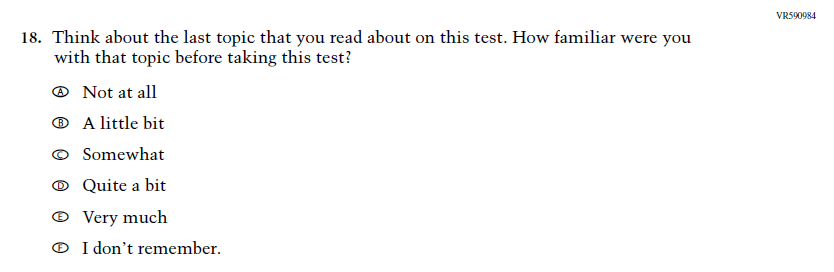 VR590984
18. Think about the last topic that you read about on this test. How familiar were you
with that topic before taking this test?
Ⓐ Not at all
Ⓑ A little bit
Ⓒ Somewhat
Ⓓ Quite a bit
Ⓔ Very much
Ⓕ I don't remember.